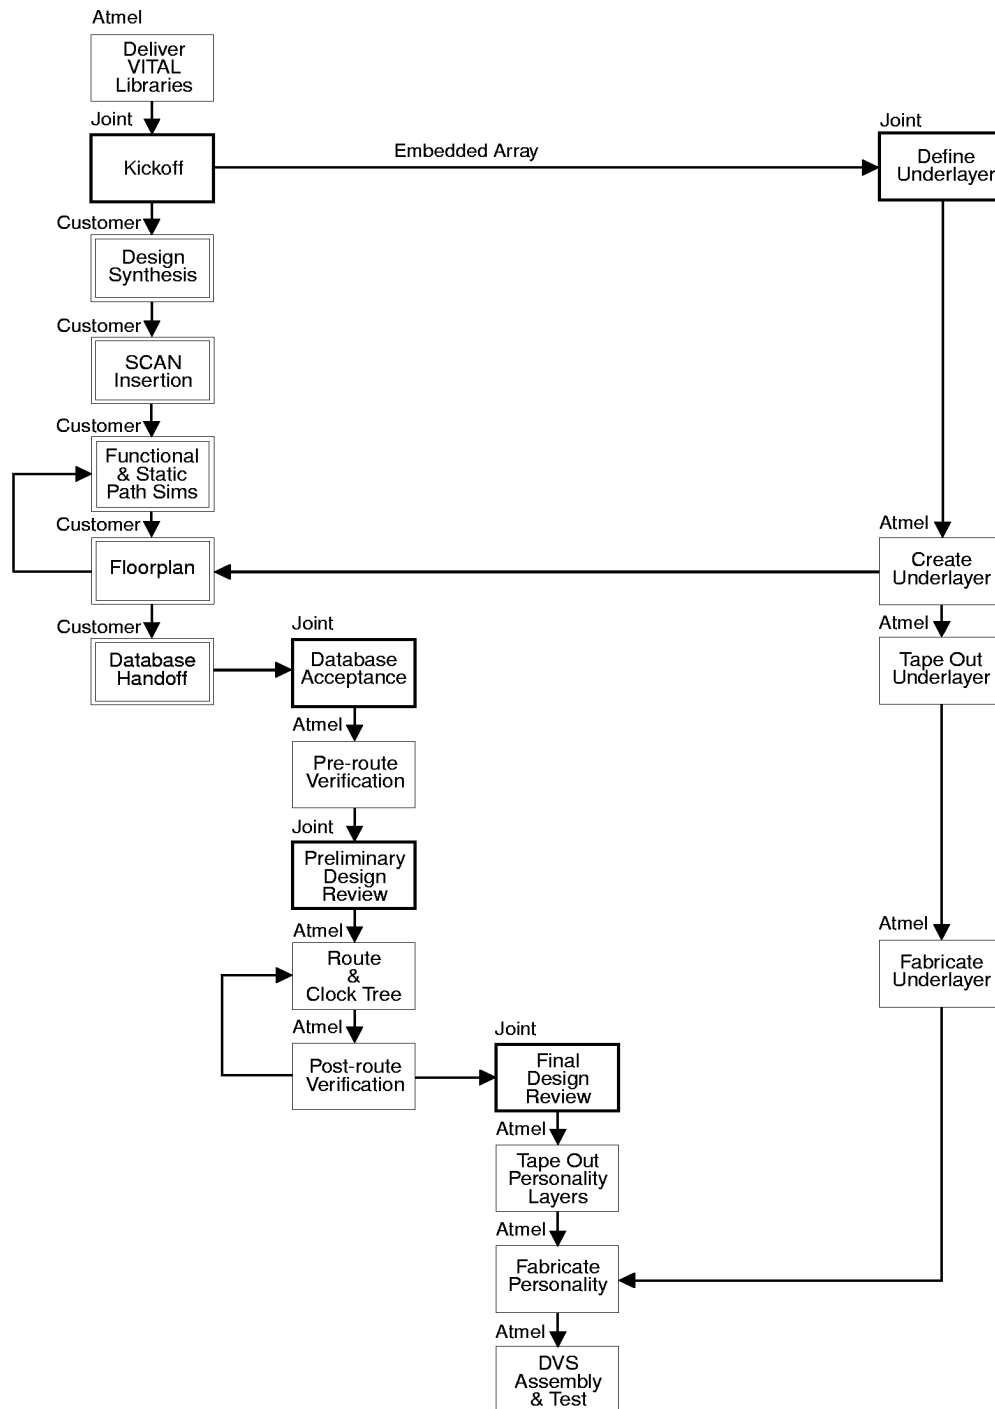 Atmel
Deliver
VITAL
Libraries
Joint
Kickoff
Embedded Array
Joint
Define
Underlayer
Customer
Design
Synthesis
Customer
SCAN
Insertion
Customer
Functional
& Static
Path Sims
Customer
Floorplan
Atmel
Create
Underlayer
Customer
Database
Handoff
Joint
Database
Acceptance
Atmel
Tape Out
Underlayer
Atmel
Pre-route
Verification
Joint
Preliminary
Design
Review
Atmel
Route
&
Clock Tree
Atmel
Fabricate
Underlayer
Atmel
Post-route
Verification
Joint
Final
Design
Review
Atmel
Tape Out
Personality
Layers
Atmel
Fabricate
Personality
Atmel
DVS
Assembly
& Test